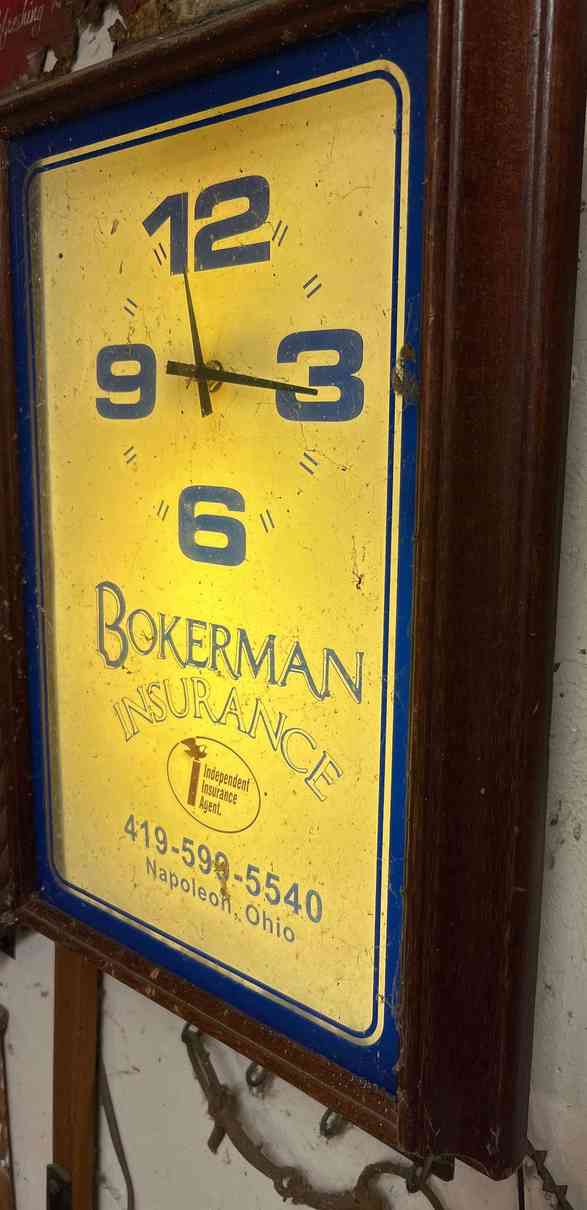 12
9 3
6
BOKERMAN
INSURANCE
Independent
Insurance
Agent.
419-599-5540
Napoleon, Ohio